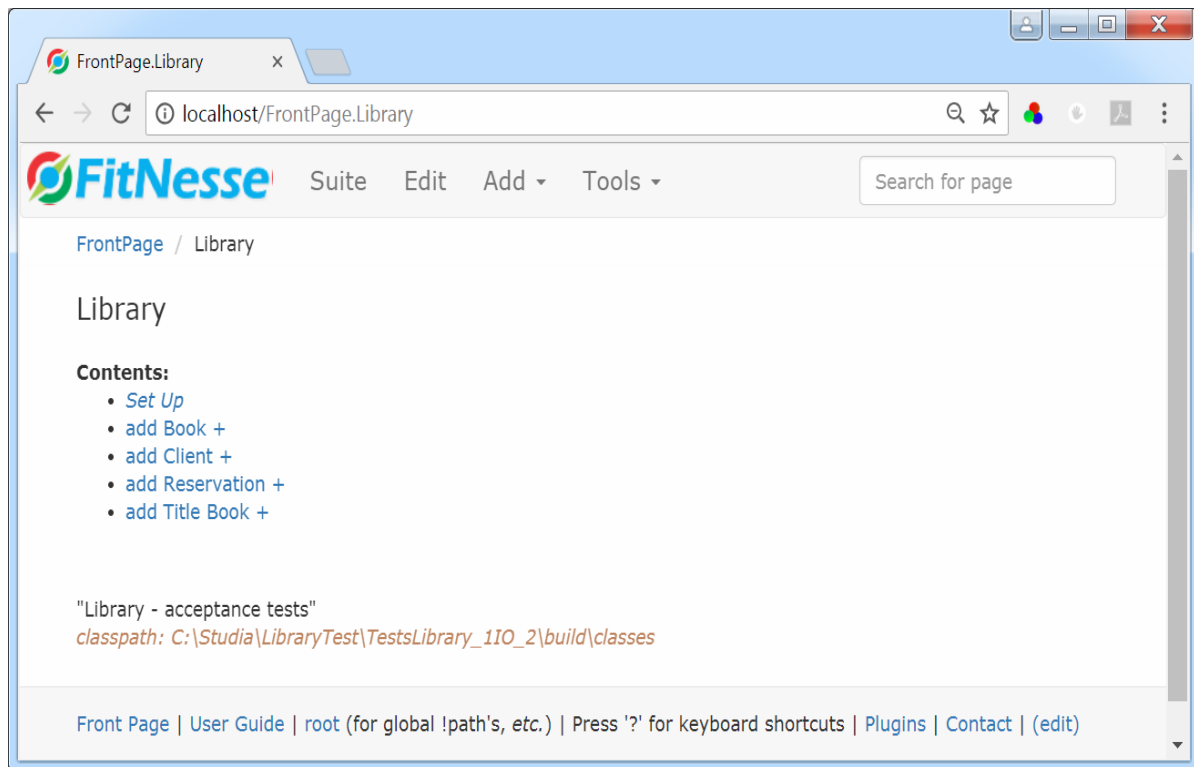 FrontPage.Library
localhost/FrontPage.Library
FitNesse Suite Edit Add Tools Search for page
FrontPage / Library
Library
Contents:
• Set Up
• add Book +
• add Client +
• add Reservation +
• add Title Book +
"Library - acceptance tests"
classpath: C:\Studia\LibraryTest\TestsLibrary_1IO_2\build\classes
Front Page | User Guide | root (for global !path's, etc.) | Press '?' for keyboard shortcuts | Plugins | Contact | (edit)